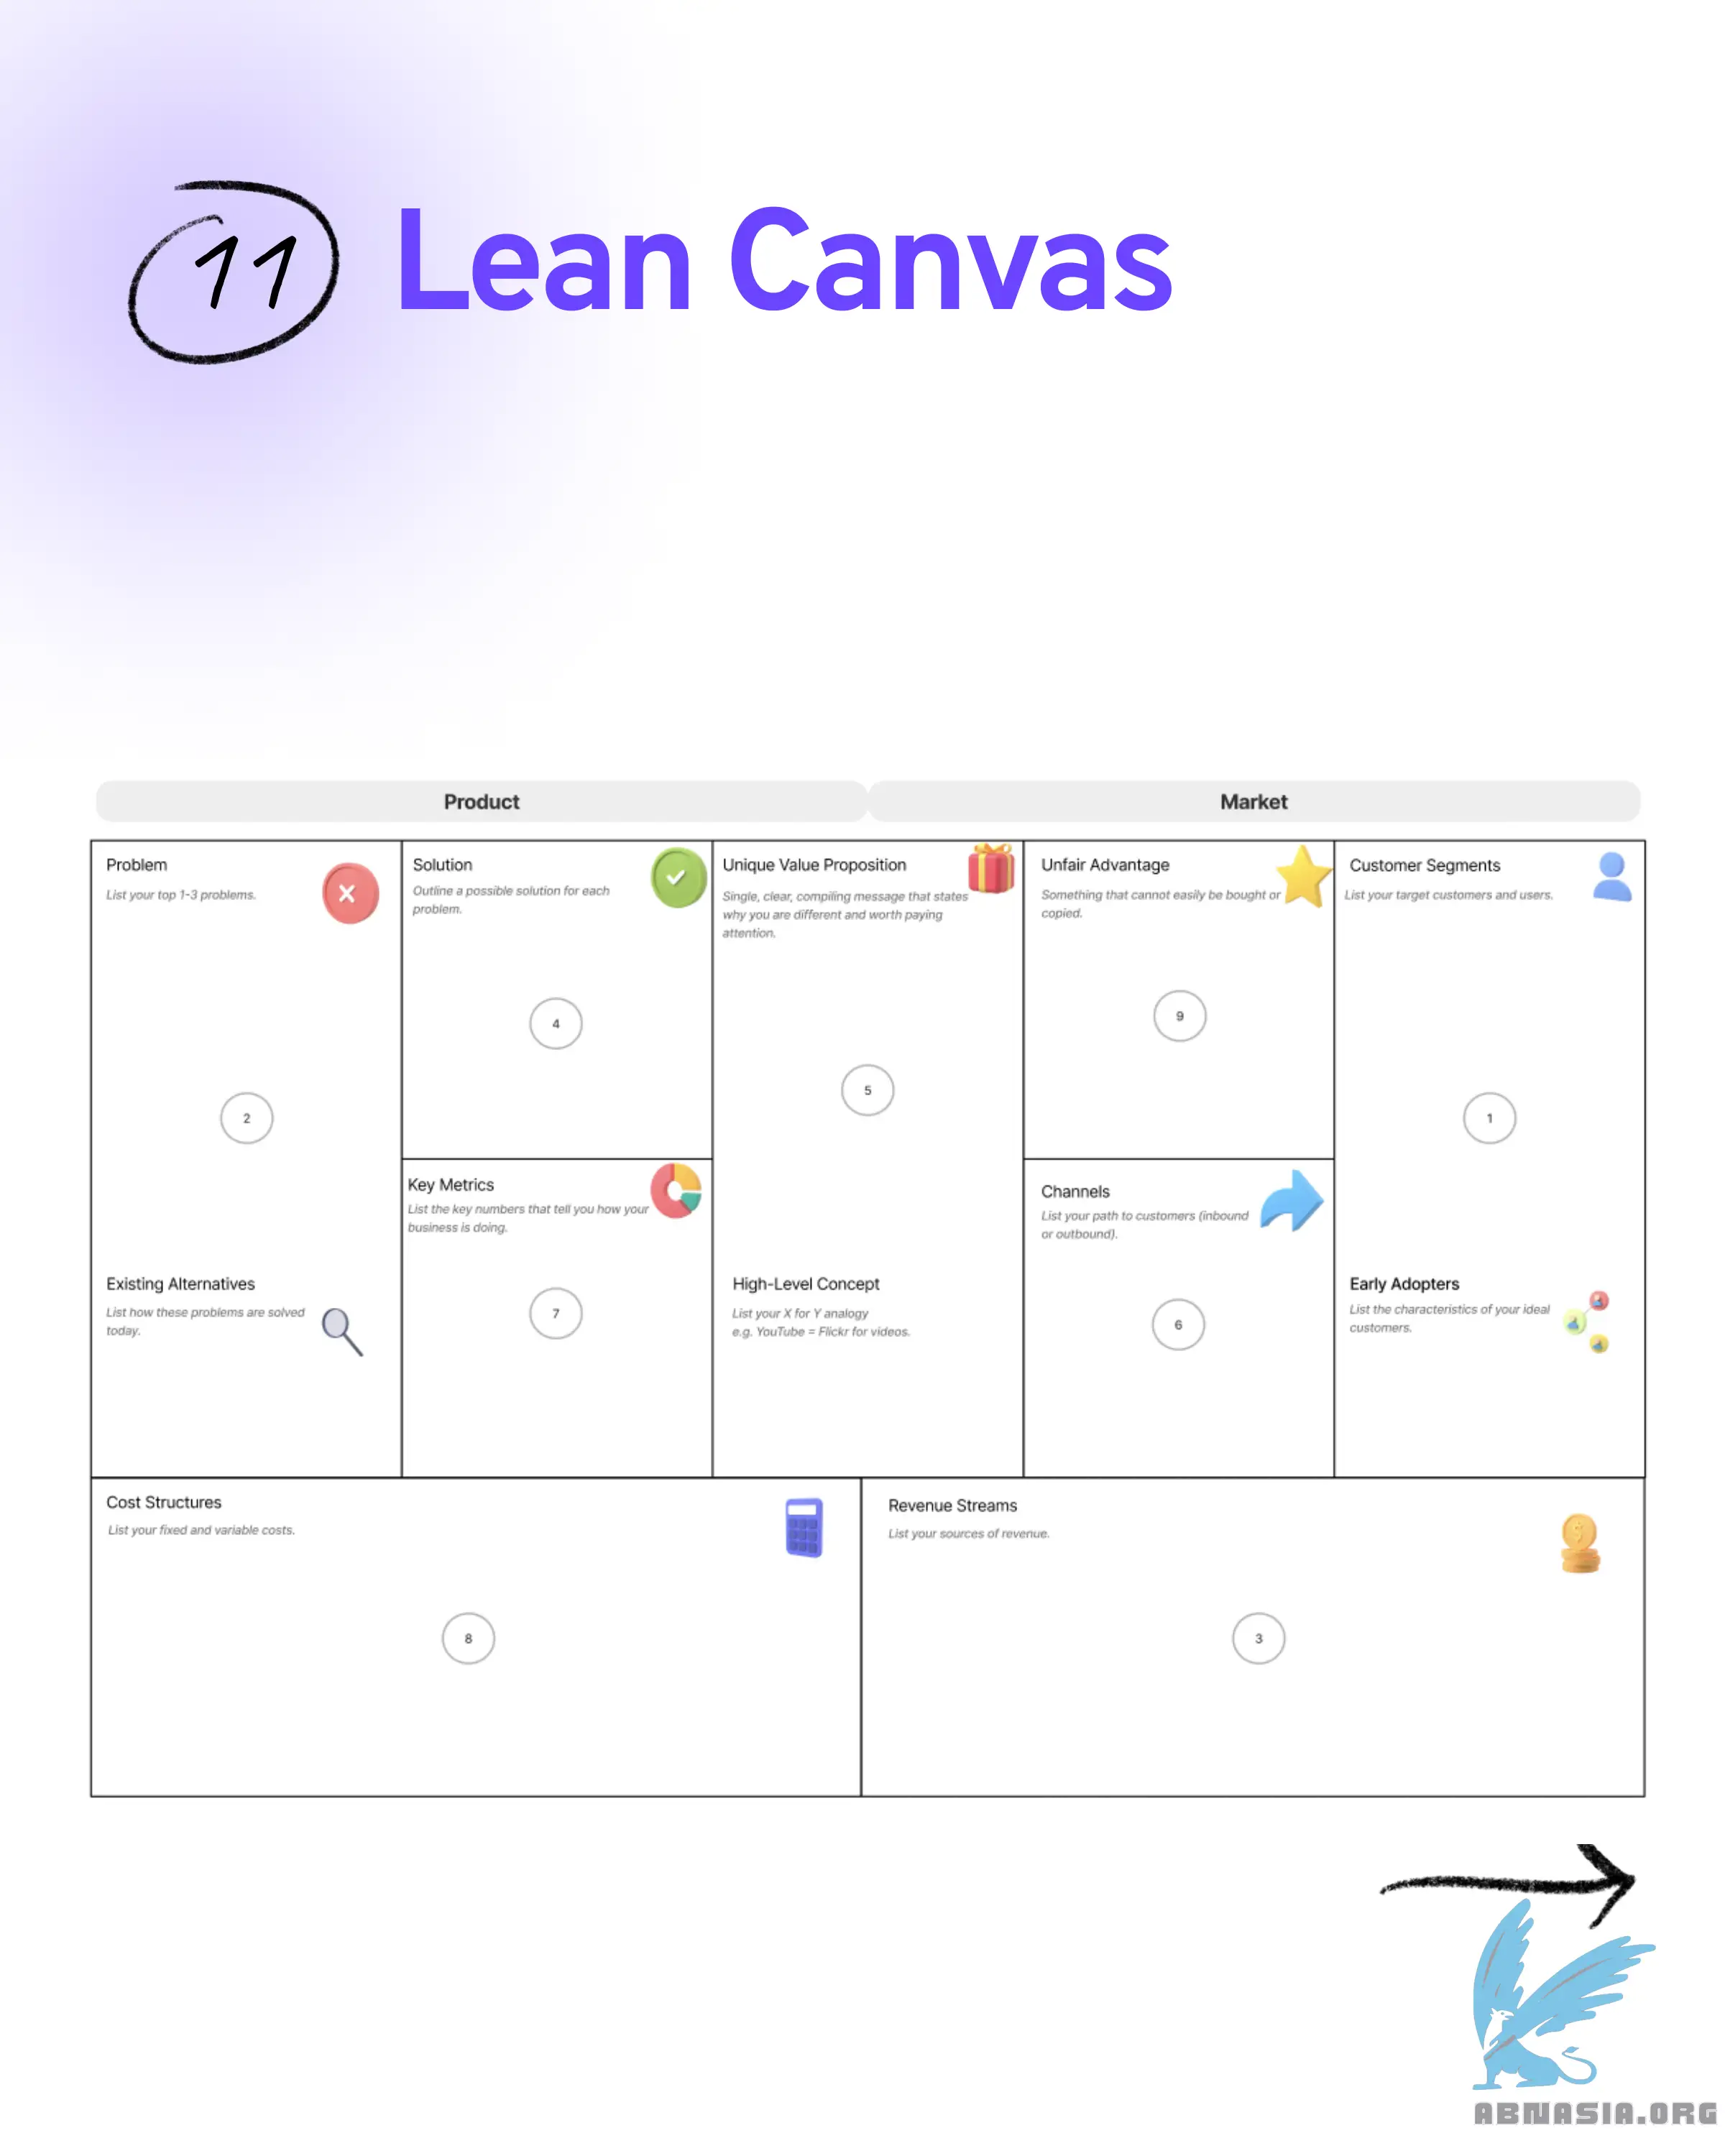 11
Lean Canvas
Product
Market
Problem
List your top 1-3 problems.
2
Existing Alternatives
List how these problems are solved
today.
Solution
Outline a possible solution for each
problem.
4
Key Metrics
List the key numbers that tell you how your
business is doing.
7
Unique Value Proposition
Single, clear, compiling message that states
why you are different and worth paying
attention.
5
High-Level Concept
List your X for Y analogy
e.g. YouTube = Flickr for videos.
Unfair Advantage
Something that cannot easily be bought or
copied.
9
Channels
List your path to customers (inbound
or outbound).
6
Customer Segments
List your target customers and users.
1
Early Adopters
List the characteristics of your ideal
customers.
Cost Structures
List your fixed and variable costs.
8
Revenue Streams
List your sources of revenue.
3
ABNASIA.ORG